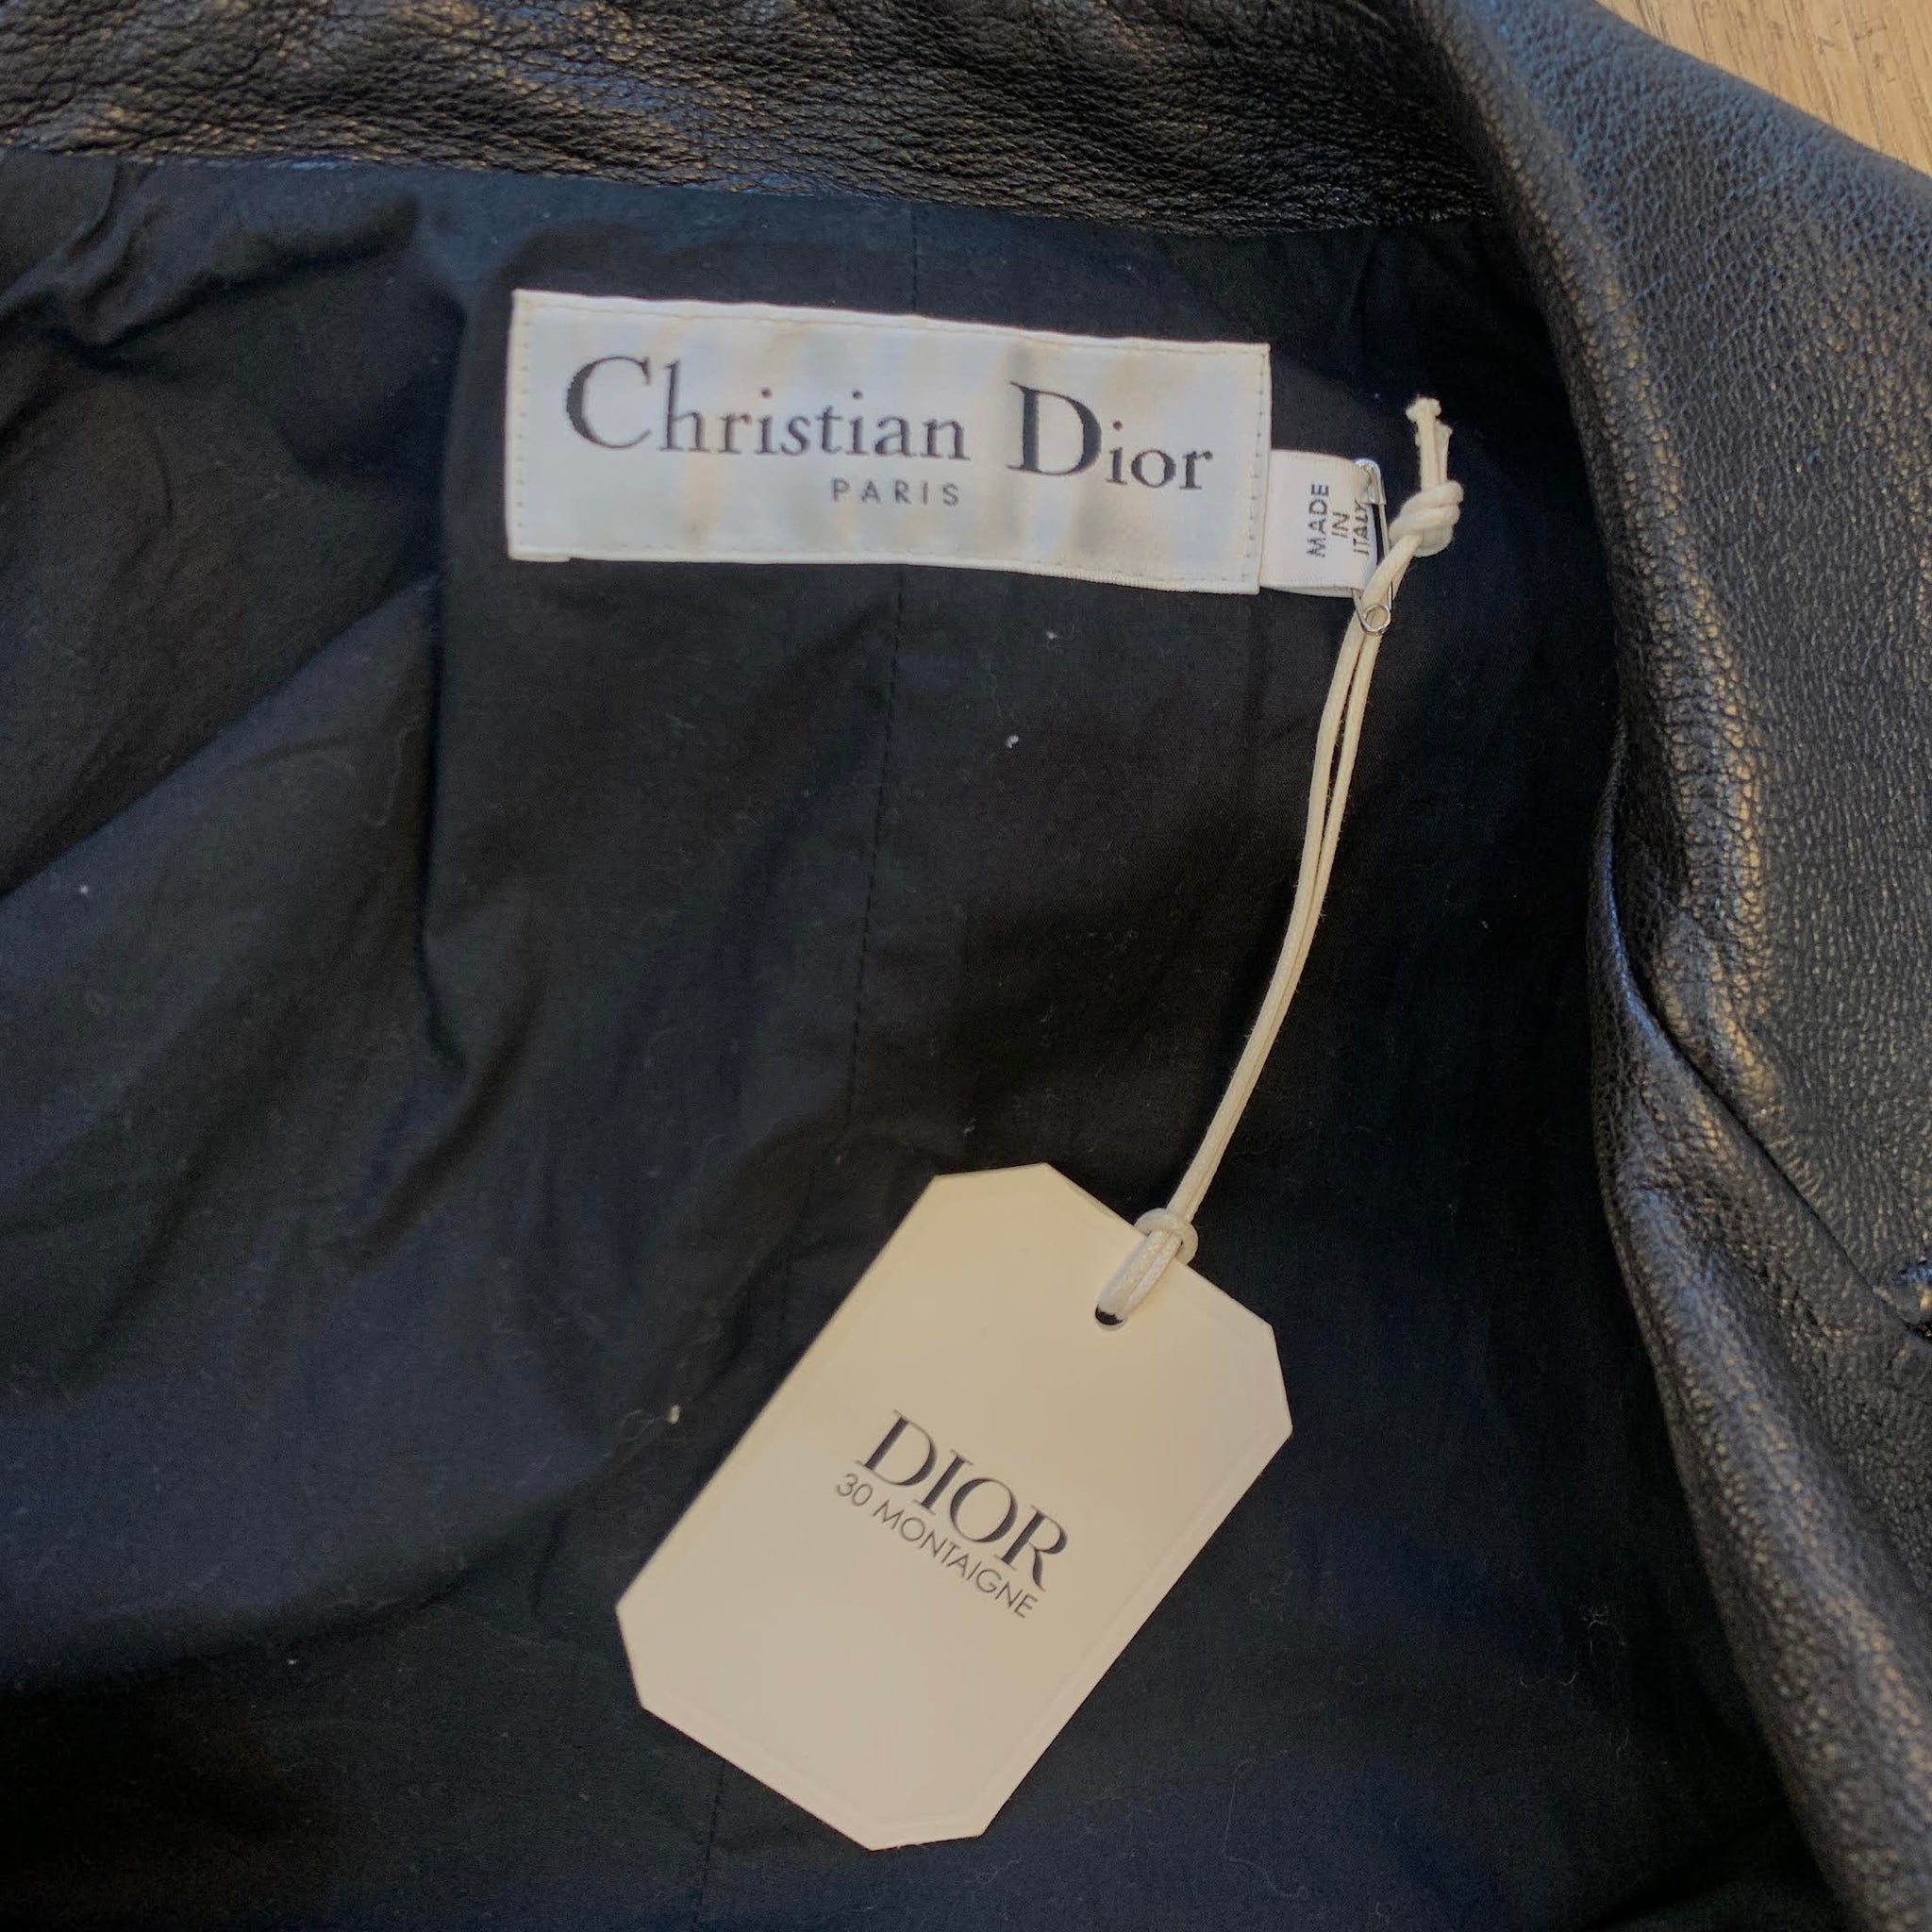 Christian Dior
PARIS
MADE
IN
ITALY
DIOR
30 MONTAIGNE